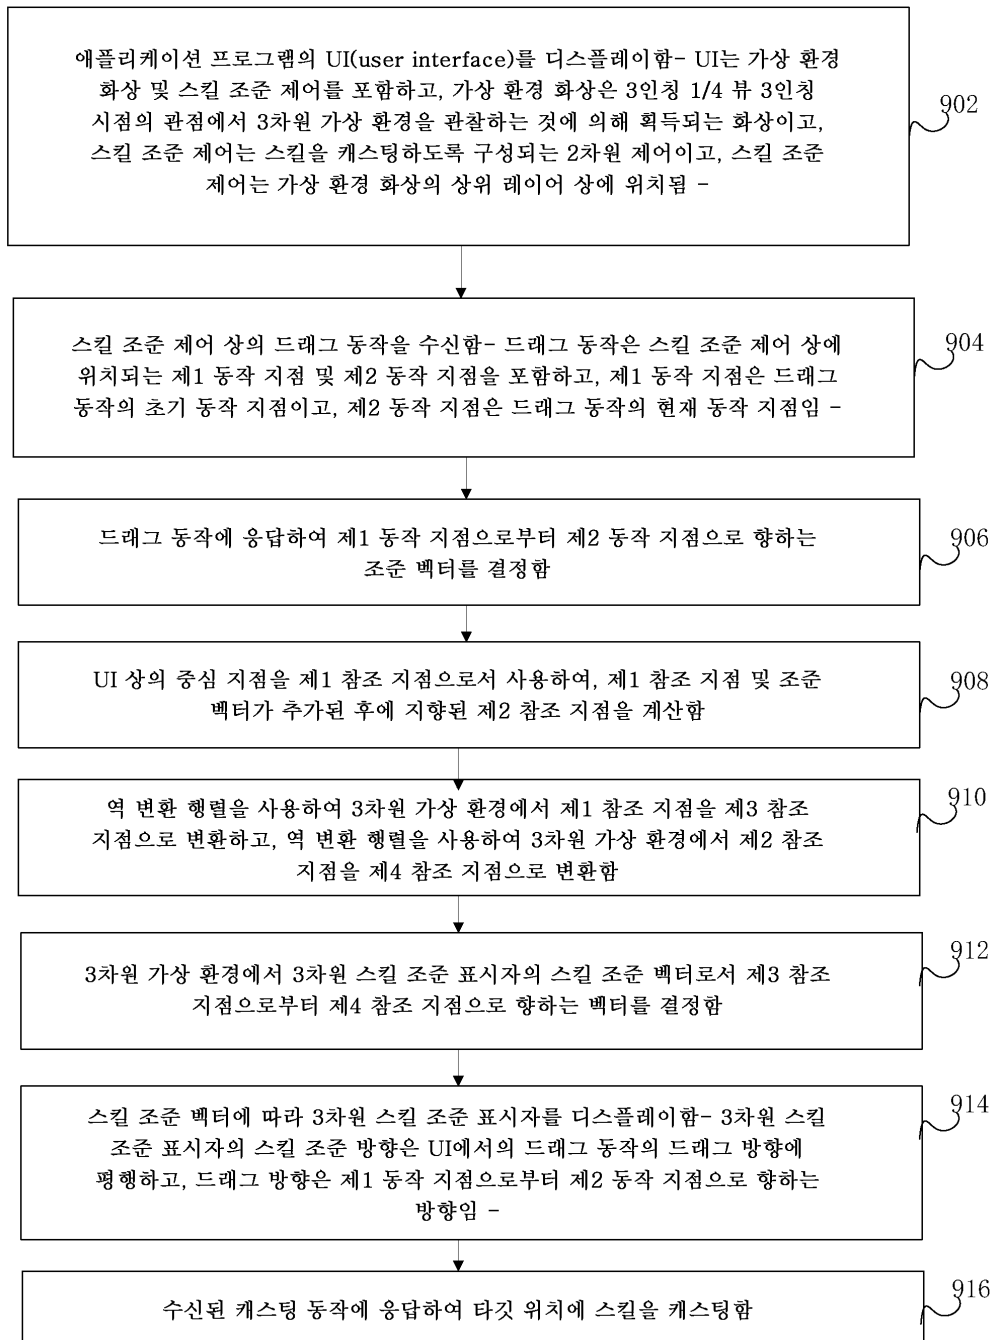 애플리케이션 프로그램의 UI(user interface)를 디스플레이함- UI는 가상 환경
화상 및 스킬 조준 제어를 포함하고, 가상 환경 화상은 3인칭 1/4 뷰 3인칭
시점의 관점에서 3차원 가상 환경을 관찰하는 것에 의해 획득되는 화상이고,
스킬 조준 제어는 스킬을 캐스팅하도록 구성되는 2차원 제어이고, 스킬 조준
제어는 가상 환경 화상의 상위 레이어 상에 위치됨 -
902
스킬 조준 제어 상의 드래그 동작을 수신함- 드래그 동작은 스킬 조준 제어 상에
위치되는 제1 동작 지점 및 제2 동작 지점을 포함하고, 제1 동작 지점은 드래그
동작의 초기 동작 지점이고, 제2 동작 지점은 드래그 동작의 현재 동작 지점임 -
904
드래그 동작에 응답하여 제1 동작 지점으로부터 제2 동작 지점으로 향하는
조준 벡터를 결정함
906
UI 상의 중심 지점을 제1 참조 지점으로서 사용하여, 제1 참조 지점 및 조준
벡터가 추가된 후에 지향된 제2 참조 지점을 계산함
908
역 변환 행렬을 사용하여 3차원 가상 환경에서 제1 참조 지점을 제3 참조
지점으로 변환하고, 역 변환 행렬을 사용하여 3차원 가상 환경에서 제2 참조
지점을 제4 참조 지점으로 변환함
910
3차원 가상 환경에서 3차원 스킬 조준 표시자의 스킬 조준 벡터로서 제3 참조
지점으로부터 제4 참조 지점으로 향하는 벡터를 결정함
912
스킬 조준 벡터에 따라 3차원 스킬 조준 표시자를 디스플레이함- 3차원 스킬
조준 표시자의 스킬 조준 방향은 UI에서의 드래그 동작의 드래그 방향에
평행하고, 드래그 방향은 제1 동작 지점으로부터 제2 동작 지점으로 향하는
방향임 -
914
수신된 캐스팅 동작에 응답하여 타깃 위치에 스킬을 캐스팅함
916